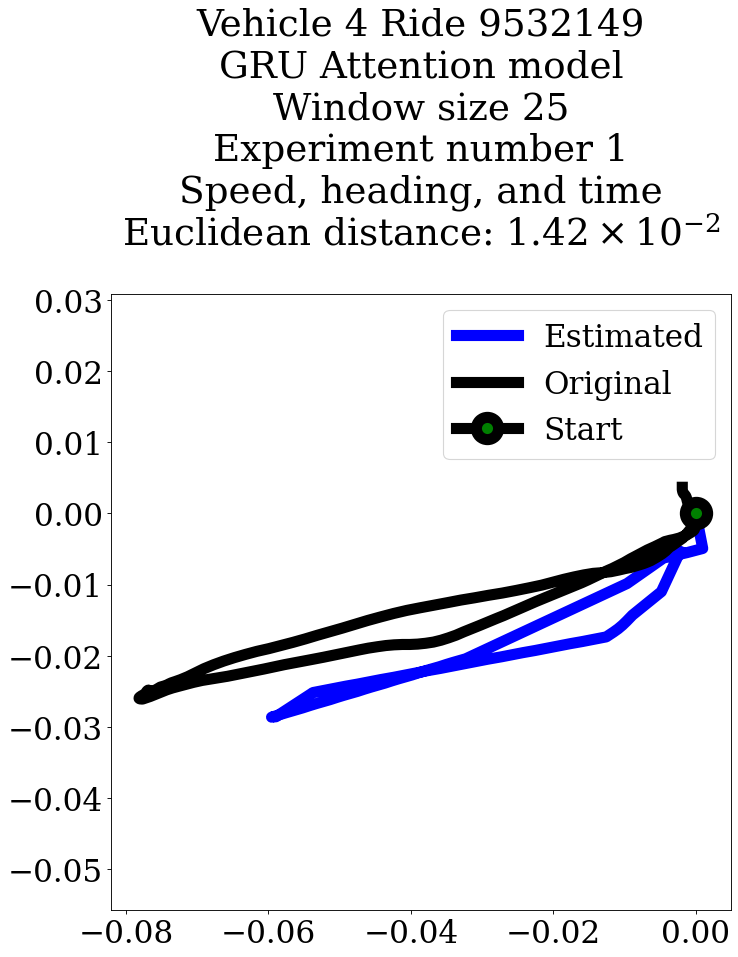 Vehicle 4 Ride 9532149
GRU Attention model
Window size 25
Experiment number 1
Speed, heading, and time
Euclidean distance: 1.42 × 10⁻²
0.03
0.02
0.01
0.00
−0.01
−0.02
−0.03
−0.04
−0.05
Estimated
Original
Start
−0.08 −0.06 −0.04 −0.02 0.00